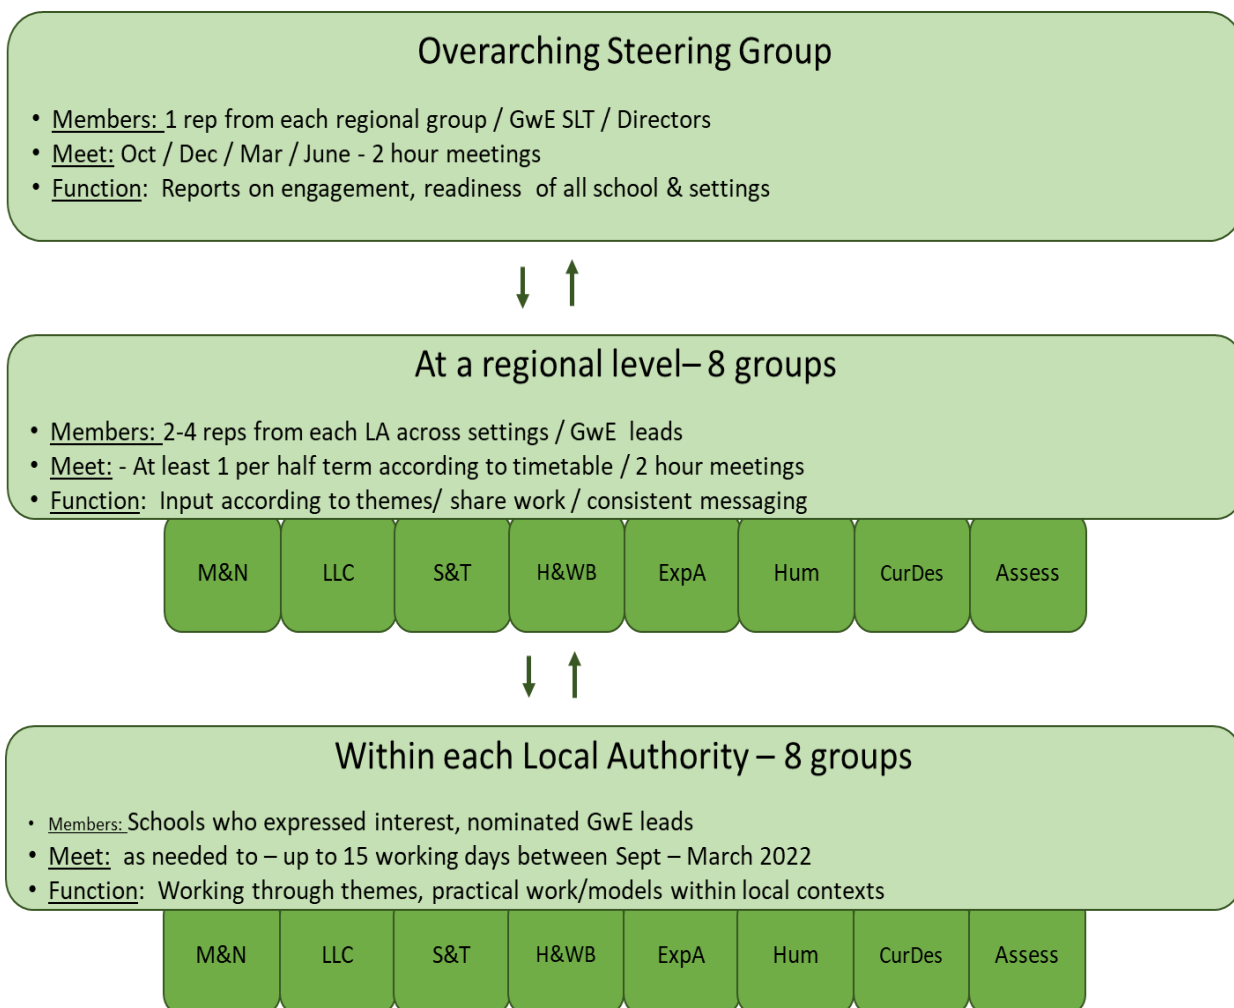 Overarching Steering Group
• Members: 1 rep from each regional group / GwE SLT / Directors
• Meet: Oct / Dec / Mar / June - 2 hour meetings
• Function: Reports on engagement, readiness of all school & settings
At a regional level– 8 groups
• Members: 2-4 reps from each LA across settings / GwE leads
• Meet: - At least 1 per half term according to timetable / 2 hour meetings
• Function: Input according to themes/ share work / consistent messaging
M&N LLC S&T H&WB ExpA Hum CurDes Assess
Within each Local Authority – 8 groups
• Members: Schools who expressed interest, nominated GwE leads
• Meet: as needed to – up to 15 working days between Sept – March 2022
• Function: Working through themes, practical work/models within local contexts
M&N LLC S&T H&WB ExpA Hum CurDes Assess